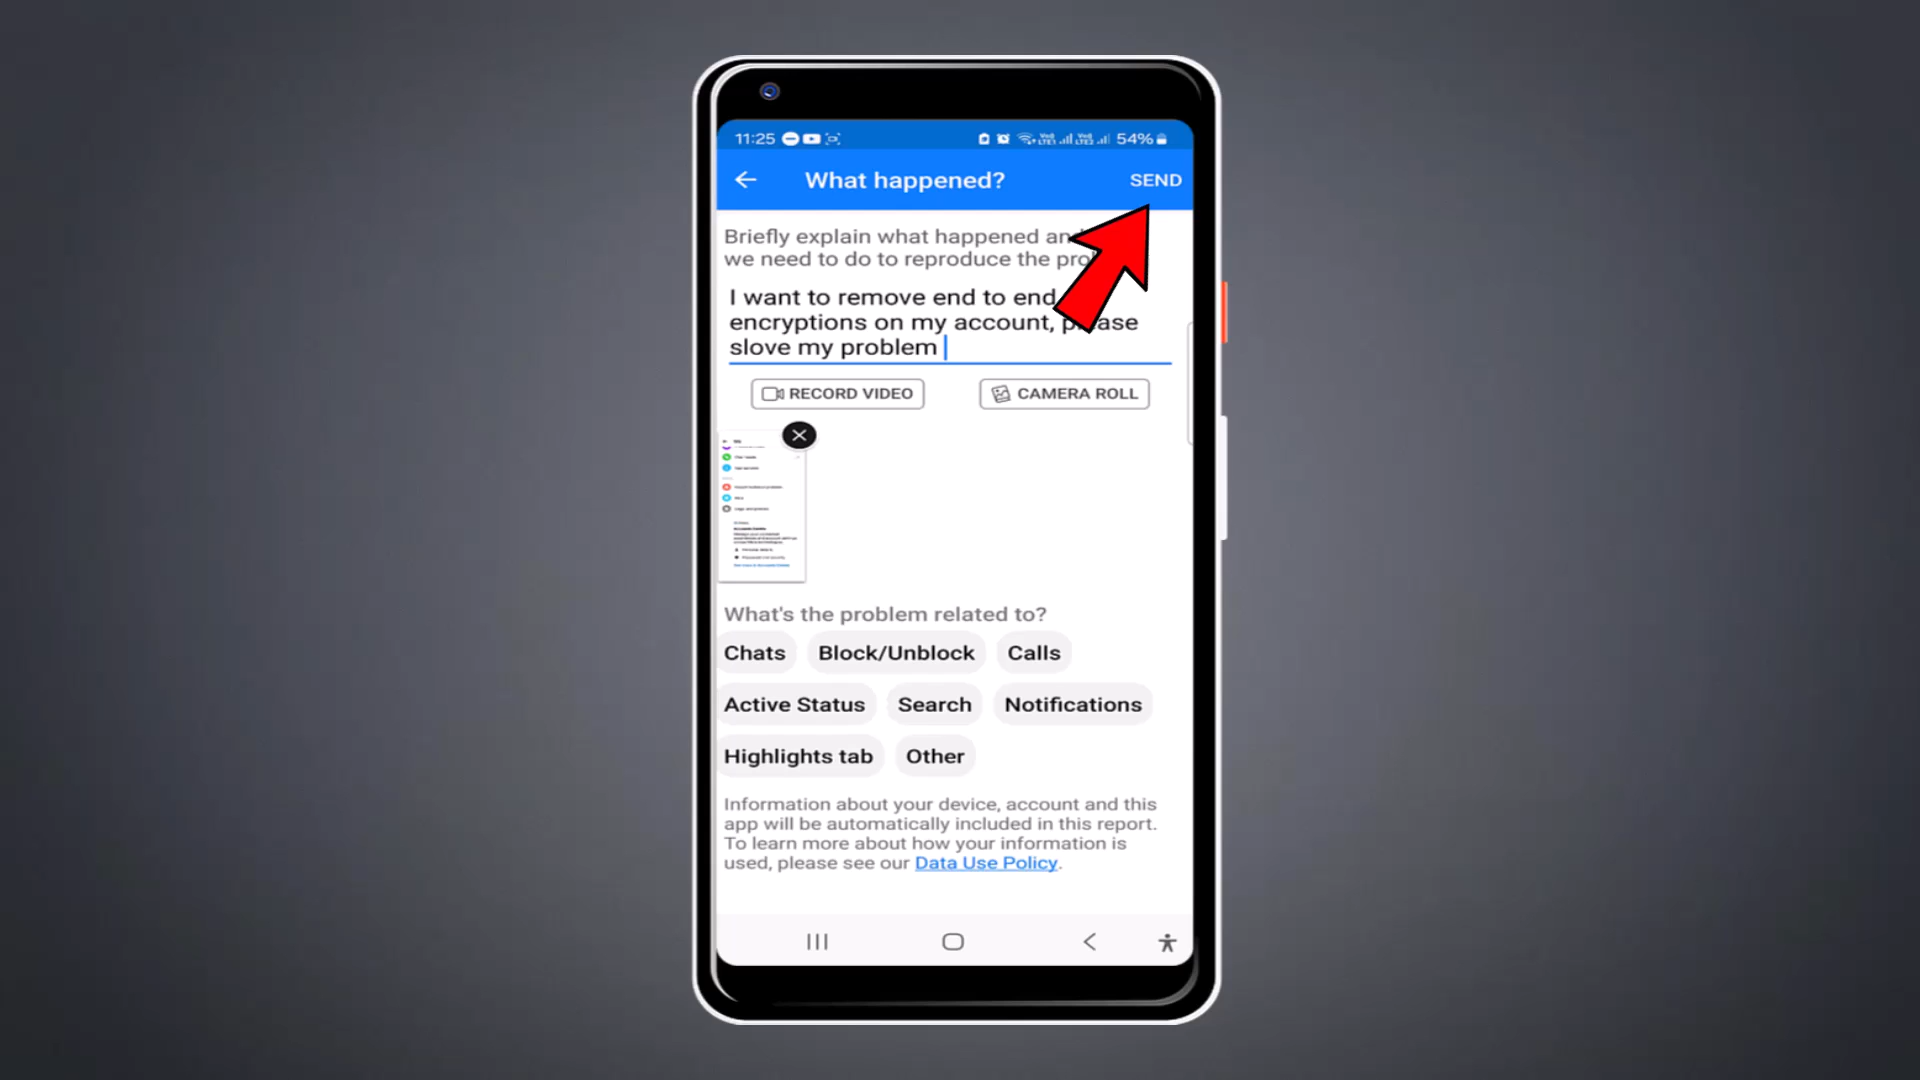 11:25
54%
What happened?
SEND
Briefly explain what happened an
we need to do to reproduce the pro
I want to remove end to end
encryptions on my account, please
slove my problem
RECORD VIDEO
CAMERA ROLL
What's the problem related to?
Chats
Block/Unblock
Calls
Active Status
Search
Notifications
Highlights tab
Other
Information about your device, account and this
app will be automatically included in this report.
To learn more about how your information is
used, please see our Data Use Policy.